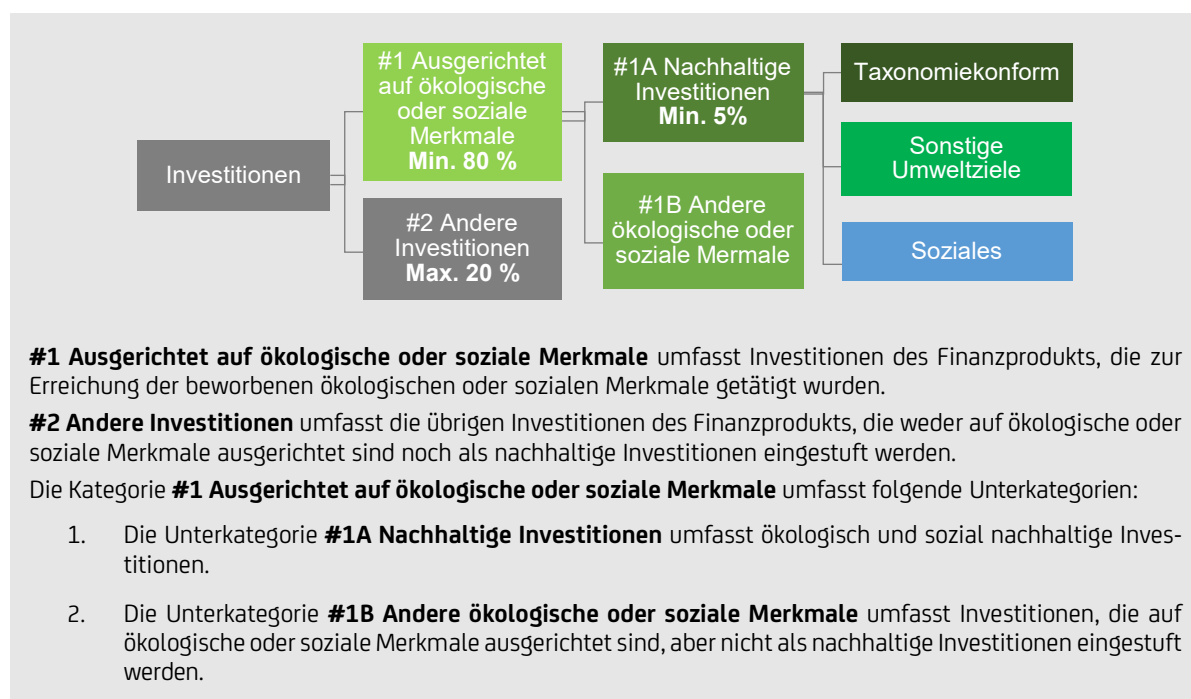 Investitionen
#1 Ausgerichtet
auf ökologische
oder soziale
Merkmale
Min. 80 %
#2 Andere
Investitionen
Max. 20 %
#1A Nachhaltige
Investitionen
Min. 5%
#1B Andere
ökologische oder
soziale Mermale
Taxonomiekonform
Sonstige
Umweltziele
Soziales
#1 Ausgerichtet auf ökologische oder soziale Merkmale umfasst Investitionen des Finanzprodukts, die zur
Erreichung der beworbenen ökologischen oder sozialen Merkmale getätigt wurden.
#2 Andere Investitionen umfasst die übrigen Investitionen des Finanzprodukts, die weder auf ökologische oder
soziale Merkmale ausgerichtet sind noch als nachhaltige Investitionen eingestuft werden.
Die Kategorie #1 Ausgerichtet auf ökologische oder soziale Merkmale umfasst folgende Unterkategorien:
1. Die Unterkategorie #1A Nachhaltige Investitionen umfasst ökologisch und sozial nachhaltige Inves-
titionen.
2. Die Unterkategorie #1B Andere ökologische oder soziale Merkmale umfasst Investitionen, die auf
ökologische oder soziale Merkmale ausgerichtet sind, aber nicht als nachhaltige Investitionen eingestuft
werden.